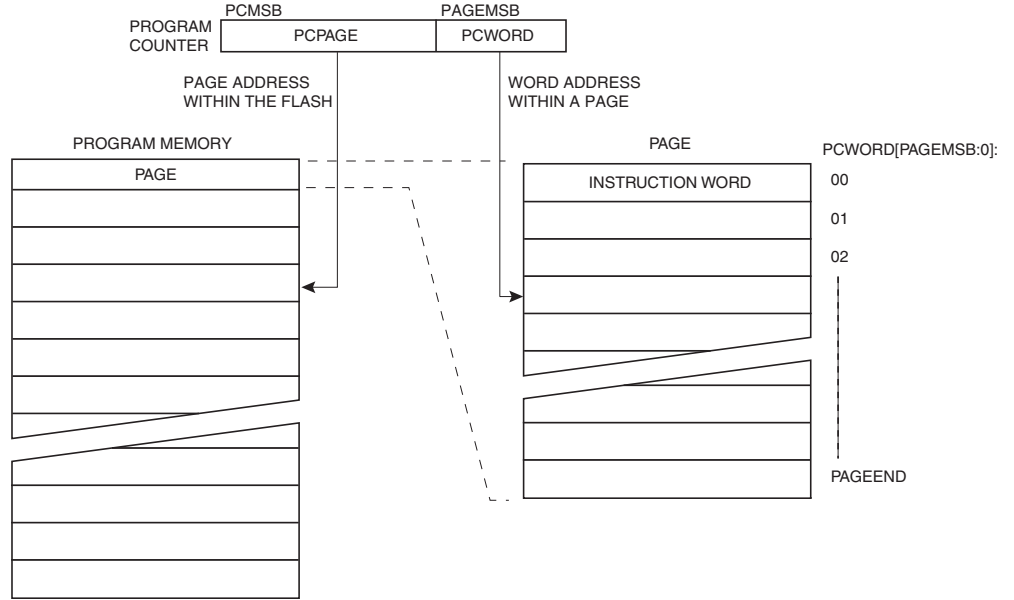 PCMSB
PAGEMSB
PROGRAM
COUNTER
PCPAGE
PCWORD
PAGE ADDRESS
WITHIN THE FLASH
WORD ADDRESS
WITHIN A PAGE
PROGRAM MEMORY
PAGE
PAGE
PCWORD[PAGEMSB:0]:
INSTRUCTION WORD
00
01
02
PAGEEND